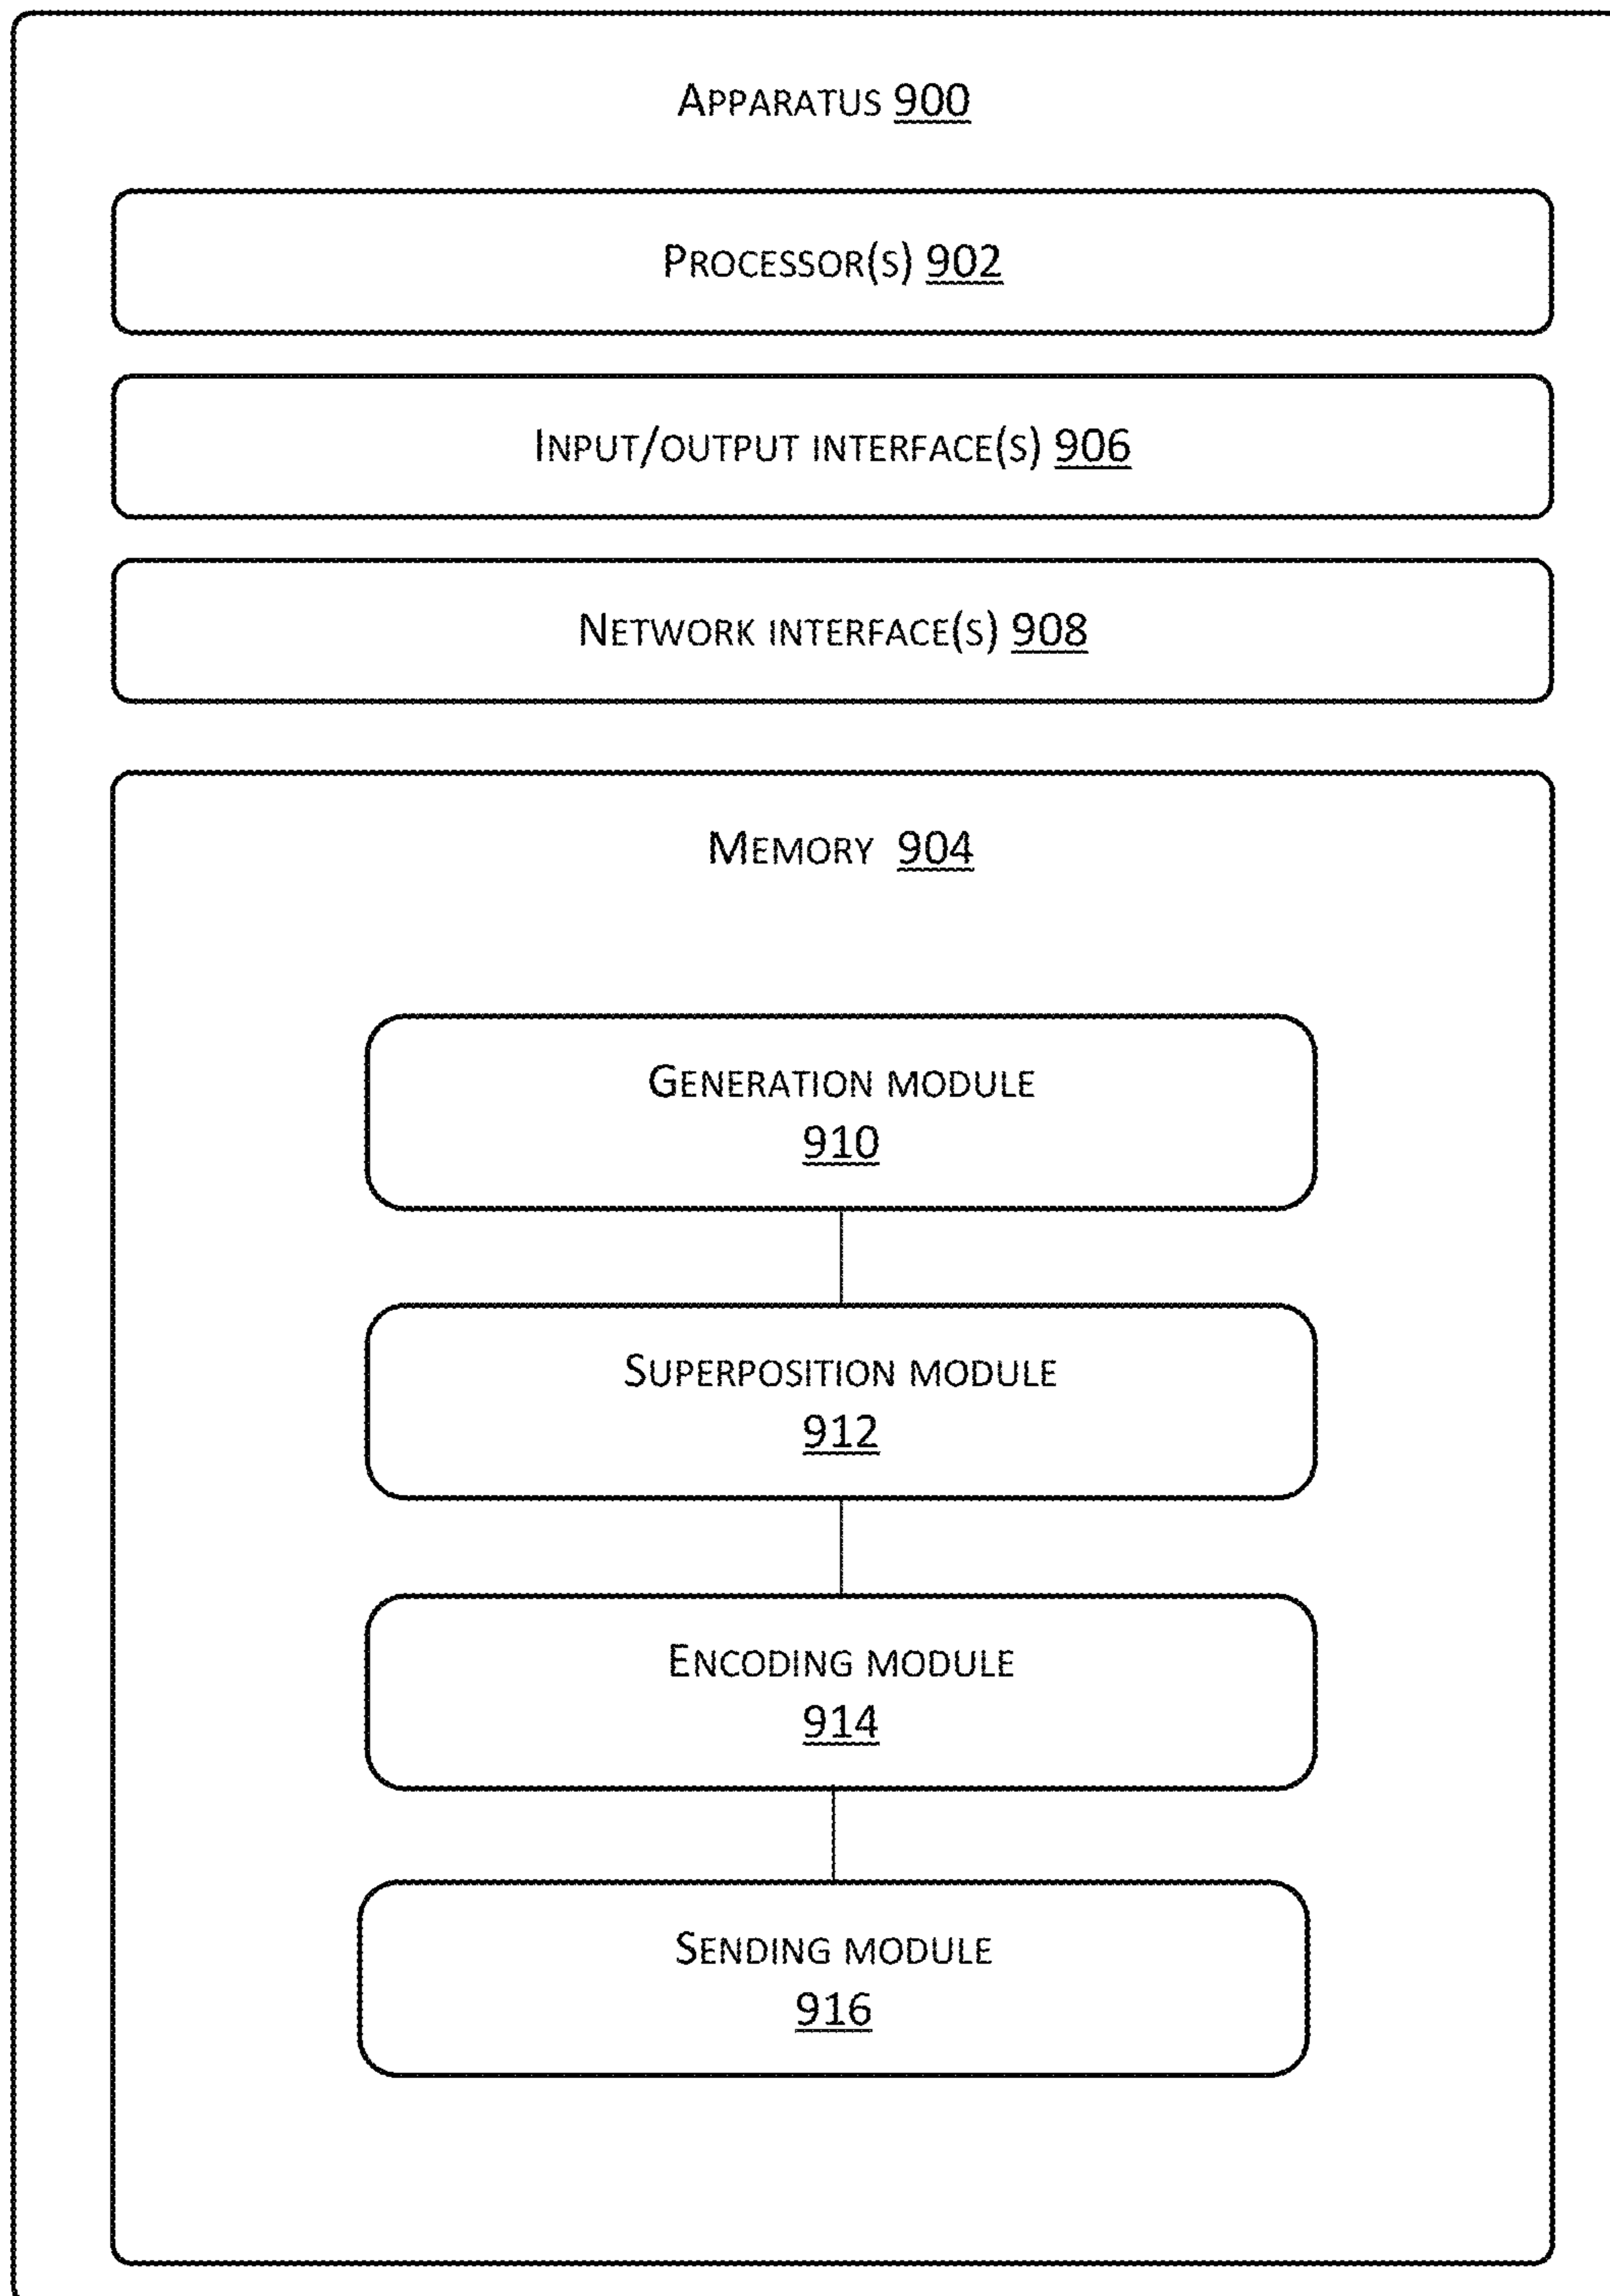 APPARATUS 900
PROCESSOR(S) 902
INPUT/OUTPUT INTERFACE(S) 906
NETWORK INTERFACE(S) 908
MEMORY 904
GENERATION MODULE
910
SUPERPOSITION MODULE
912
ENCODING MODULE
914
SENDING MODULE
916